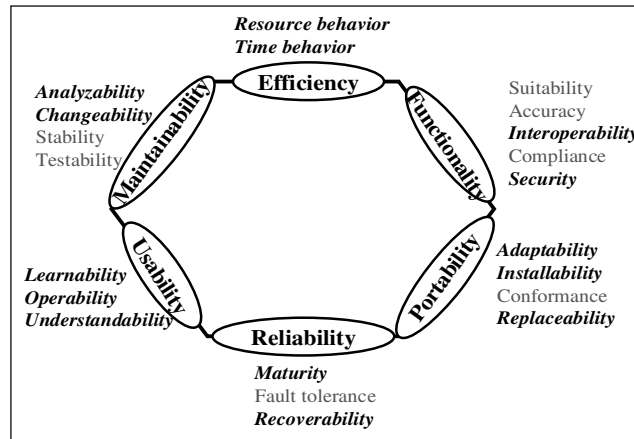 Resource behavior
Time behavior
Efficiency
Analyzability
Changeability
Stability
Testability
Maintainability
Functionality
Suitability
Accuracy
Interoperability
Compliance
Security
Learnability
Operability
Understandability
Usability
Portability
Adaptability
Installability
Conformance
Replaceability
Reliability
Maturity
Fault tolerance
Recoverability